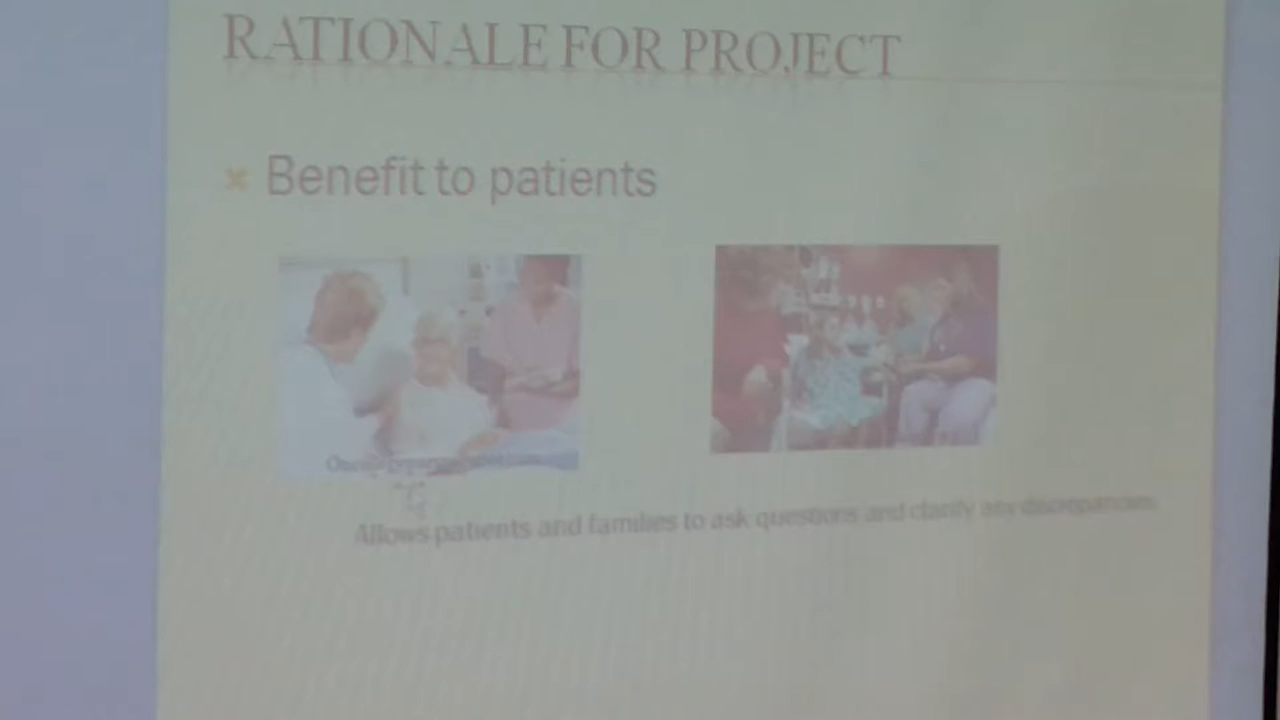 RATIONALE FOR PROJECT
Benefit to patients
Allows patients and families to ask questions and clarify any discrepancies